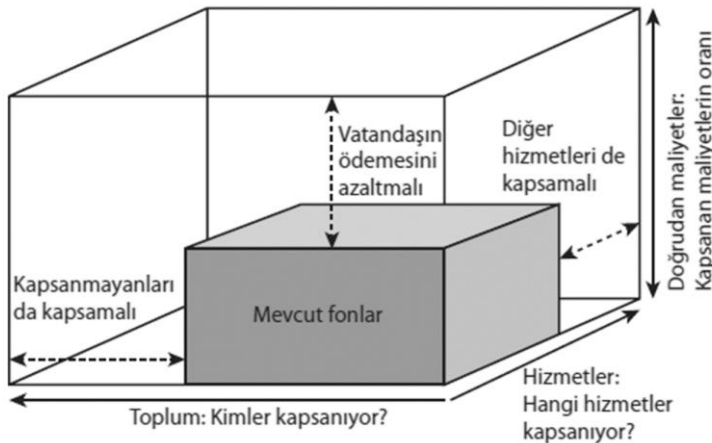 Vatandaşın
ödemesini
azaltmalı
Diğer
hizmetleri de
kapsamalı
Kapsanmayanları
da kapsamalı
Mevcut fonlar
Toplum: Kimler kapsanıyor?
Hizmetler:
Hangi hizmetler
kapsanıyor?
Doğrudan maliyetler:
Kapsanan maliyetlerin oranı